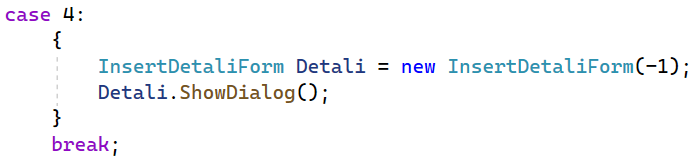 case 4:
{
InsertDetaliForm Detali = new InsertDetaliForm(-1);
Detali.ShowDialog();
}
break;